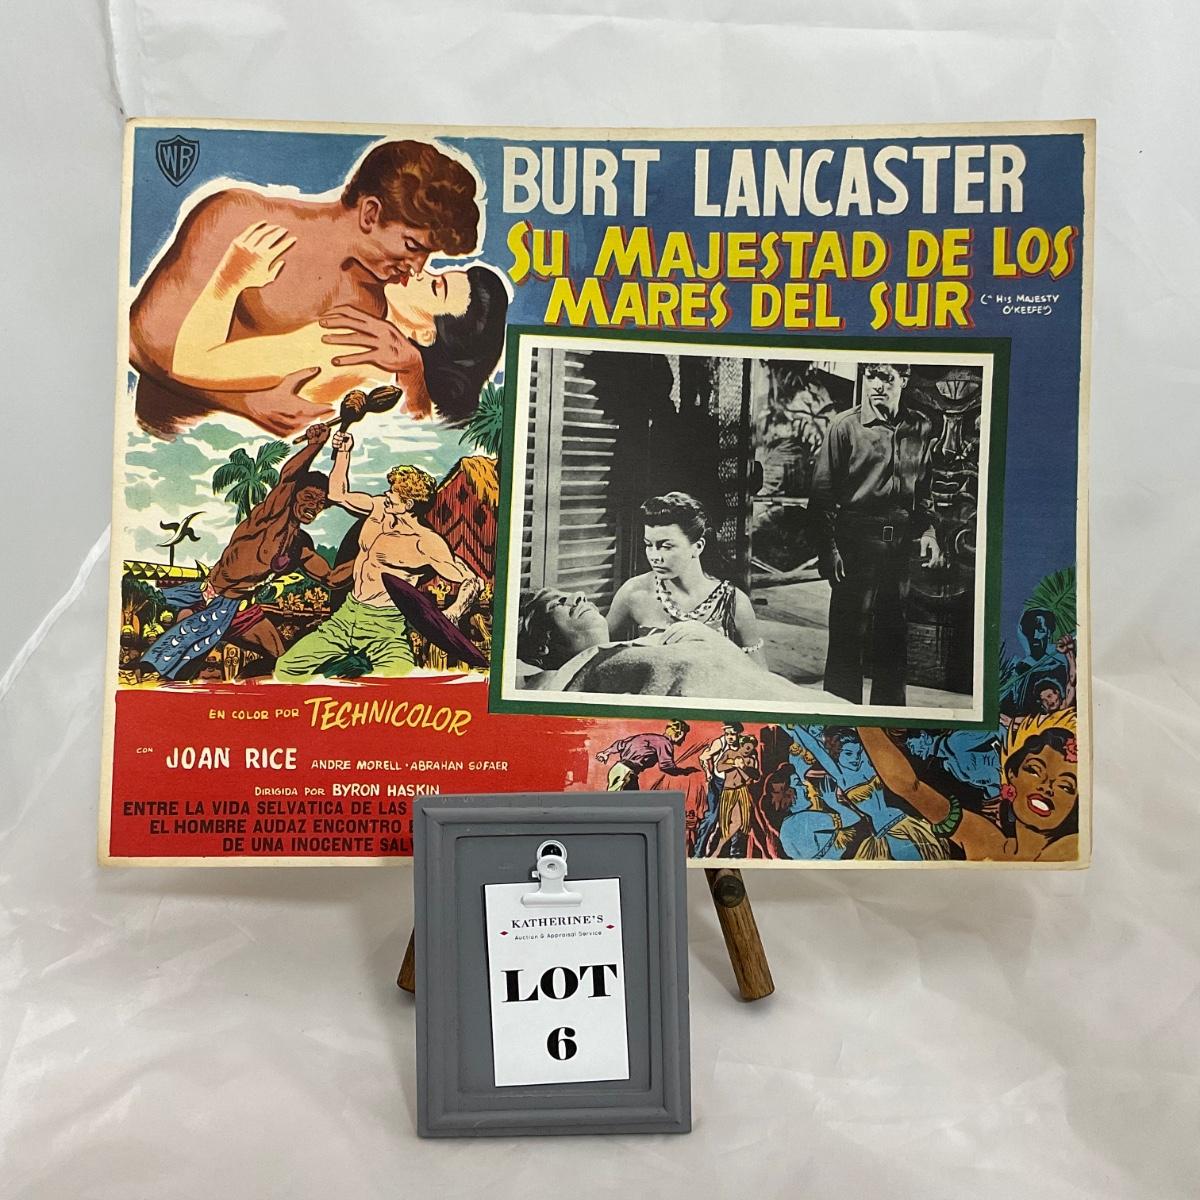 WB
BURT LANCASTER
SU MAJESTAD DE LOS
MARES DEL SUR
(" HIS MAJESTY
O'KEEFE")
EN COLOR POR TECHNICOLOR
CON JOAN RICE ANDRE MORELL · ABRAHAN SOFAER
DIRIGIDA POR BYRON HASKIN
ENTRE LA VIDA SELVATICA DE LAS
EL HOMBRE AUDAZ ENCONTRO
DE UNA INOCENTE
KATHERINE'S
Auction & Appraisal Service
LOT
6